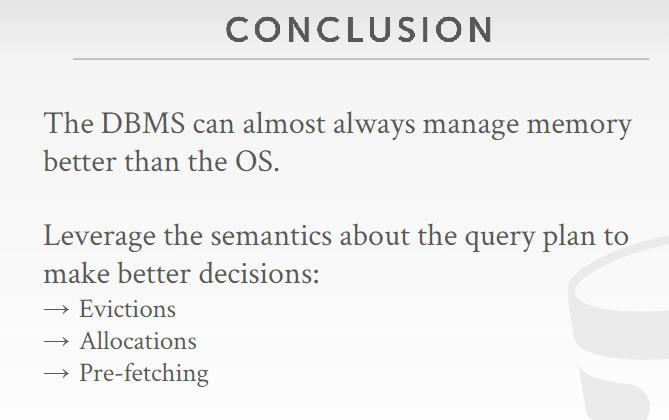 CONCLUSION
The DBMS can almost always manage memory
better than the OS.
Leverage the semantics about the query plan to
make better decisions:
→ Evictions
→ Allocations
→ Pre-fetching